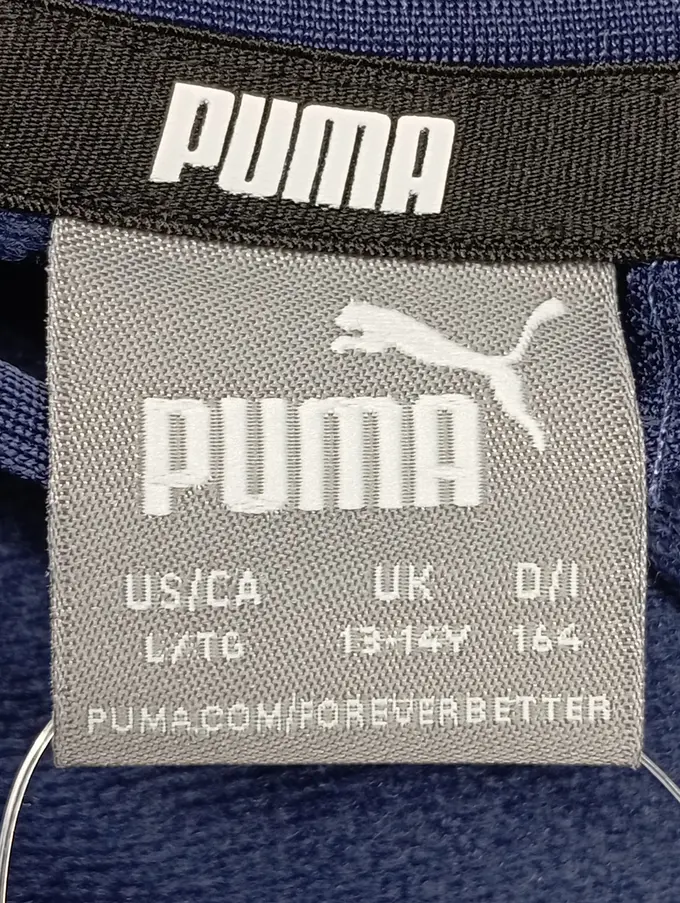 PUMA
PUMA
US/CA UK D/I
L/TG 13-14Y 164
PUMA.COM/FOREVERBETTER